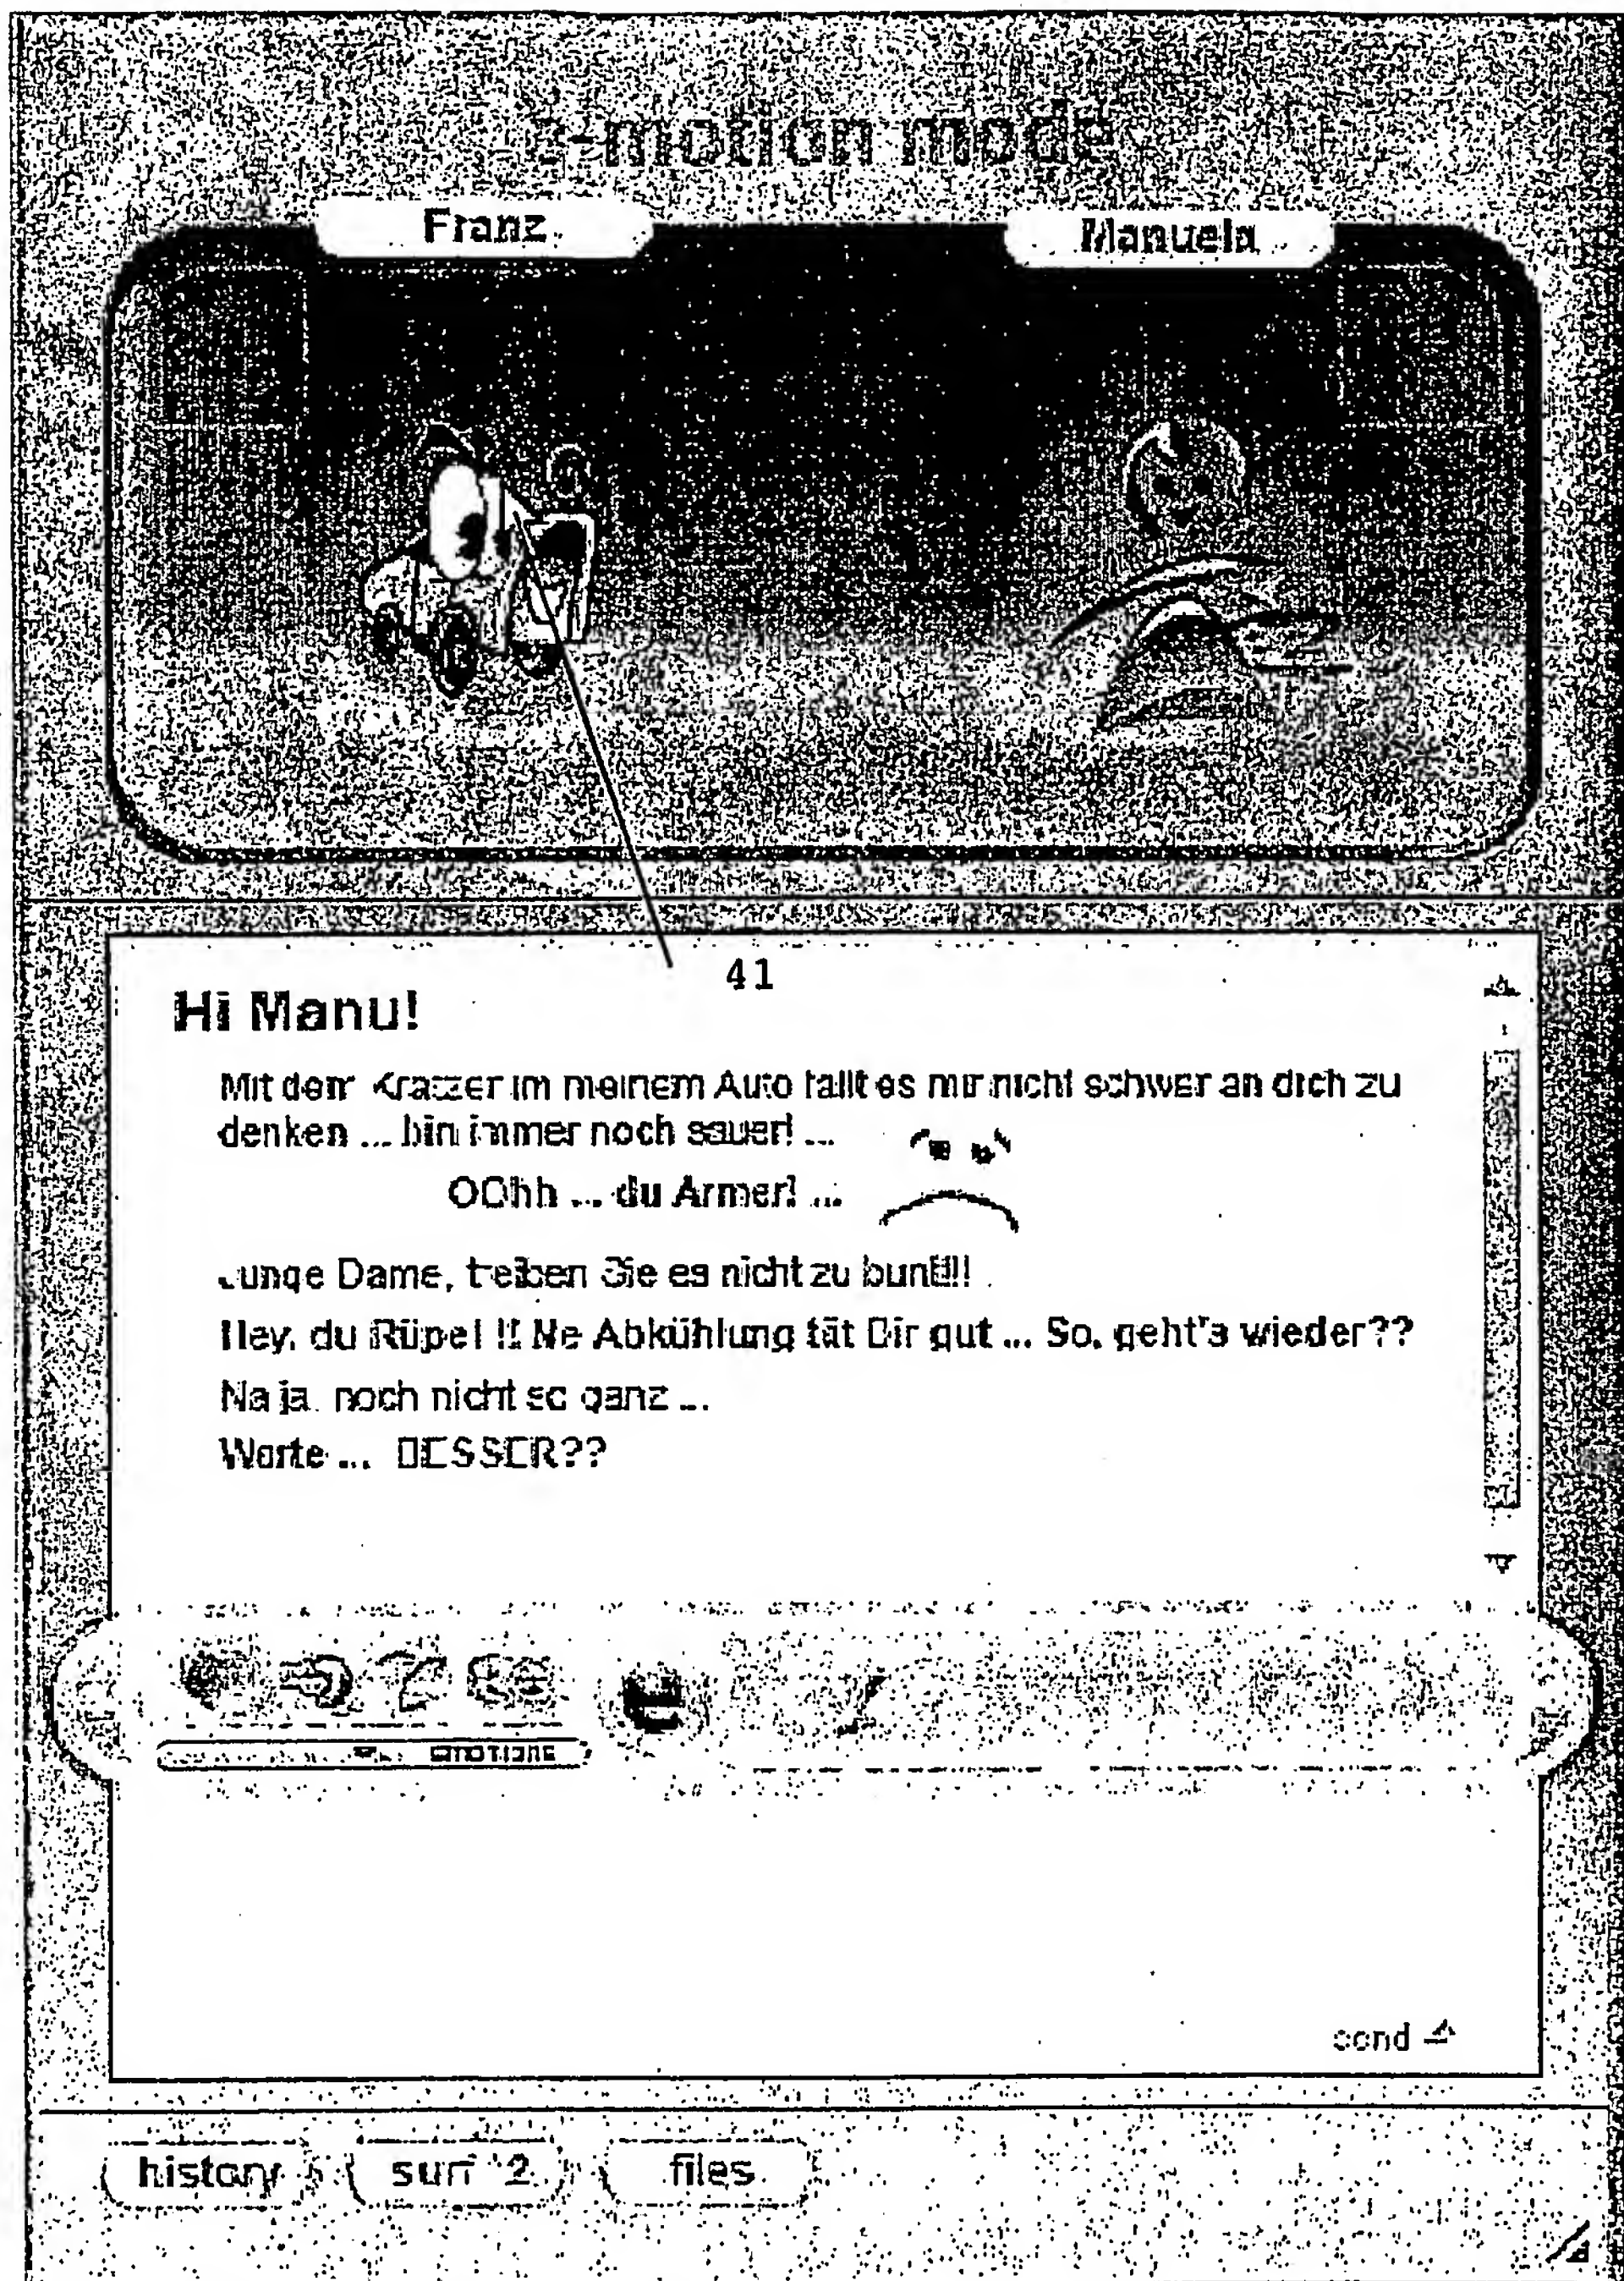 e-motion mode
Franz
Manuela
41
Hi Manu!
Mit dem Kratzer im meinem Auto fällt es mir nicht schwer an dich zu
denken ... bin immer noch sauer! ...
OOhh ... du Armer! ...
Junge Dame, treiben Sie es nicht zu bunt!!!
Hey, du Rüpel !! Ne Abkühlung tät Dir gut ... So, geht's wieder??
Na ja, noch nicht so ganz ...
Warte ... BESSER??
e
emotions
send
history
surf 2
files